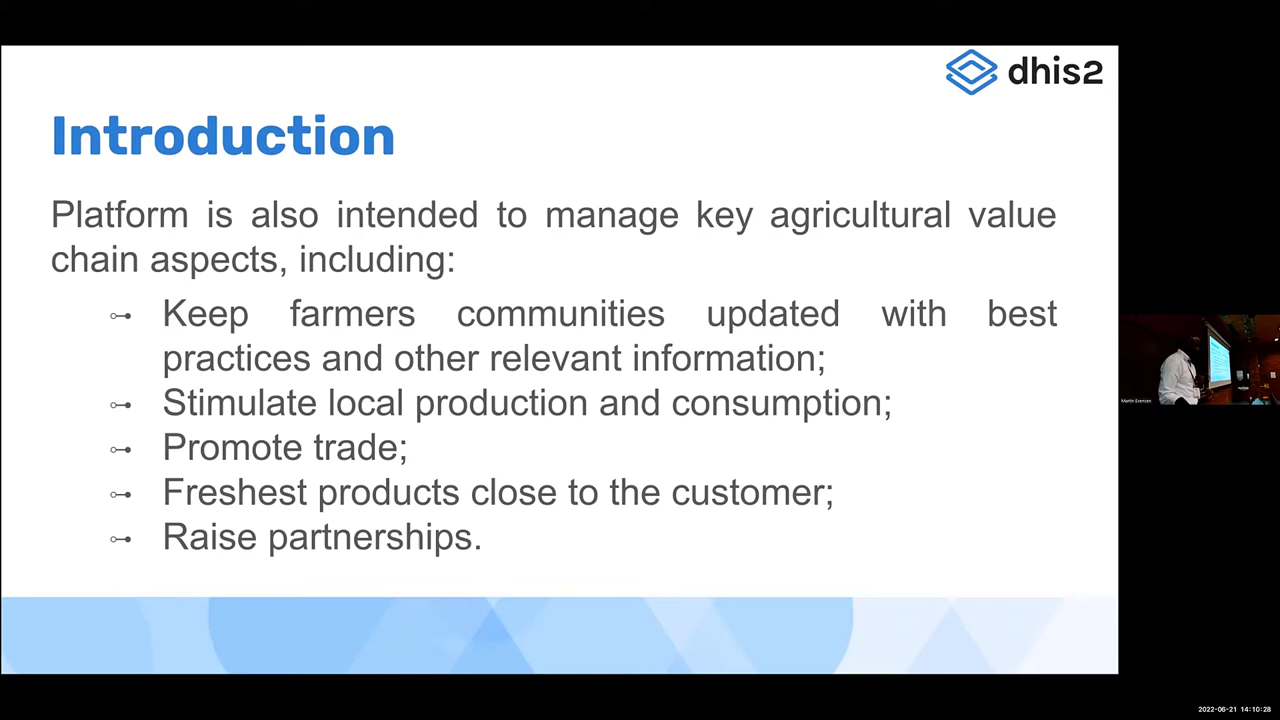 dhis2
Introduction
Platform is also intended to manage key agricultural value
chain aspects, including:
Keep farmers communities updated with best
practices and other relevant information;
Stimulate local production and consumption;
Promote trade;
Freshest products close to the customer;
Raise partnerships.
Martin Evensen
2022-06-21 14:10:28